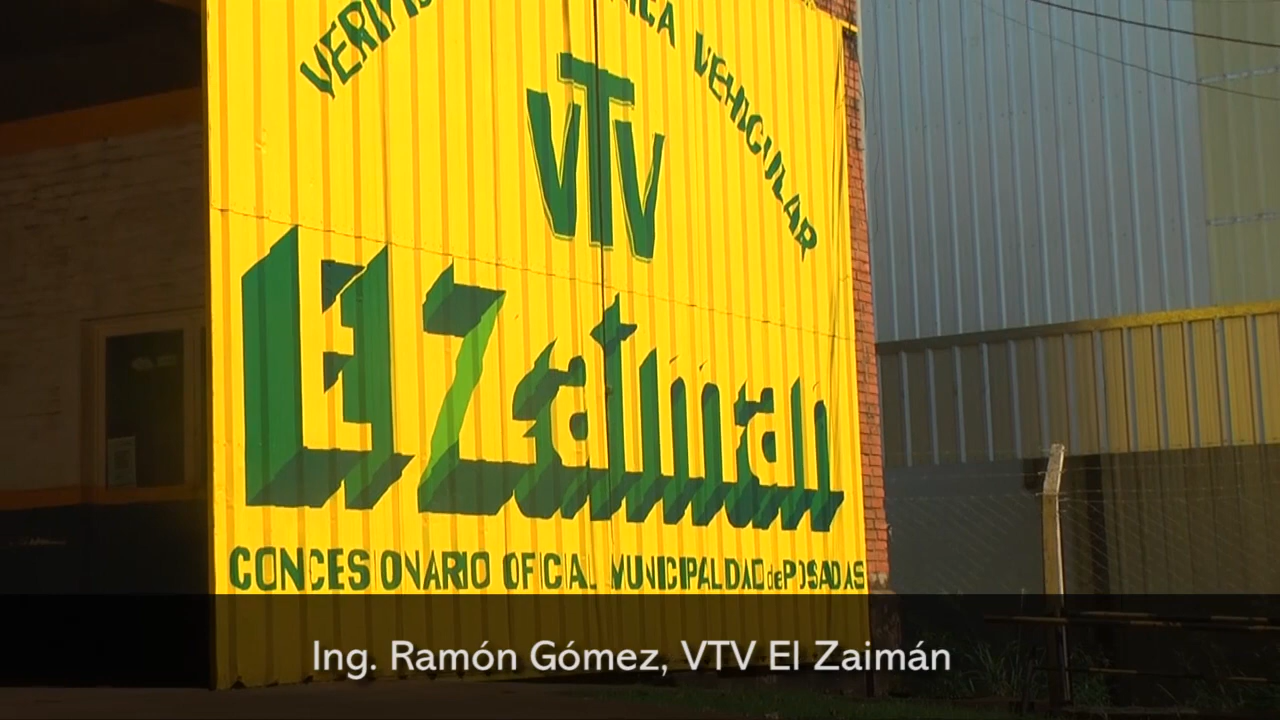 VEHICULAR
VTV
El Zaiman
CONCESIONARIO OFICIAL MUNICIPALIDAD de POSADAS
Ing. Ramón Gómez, VTV El Zaimán